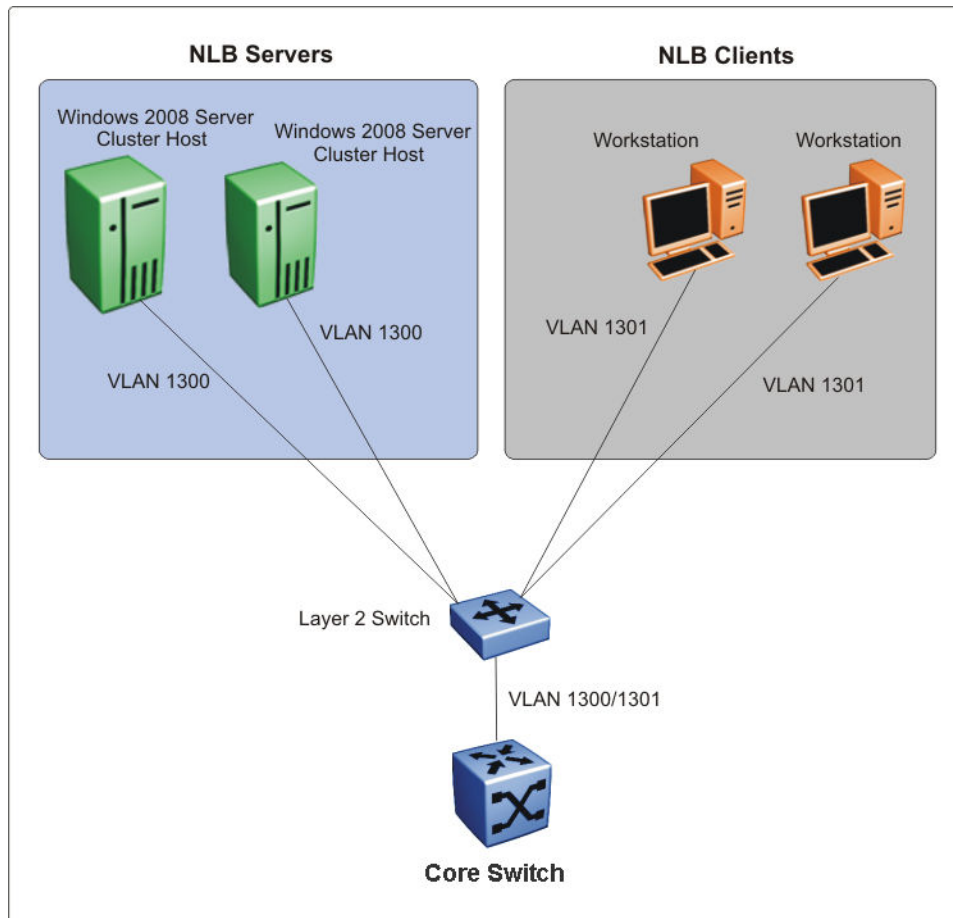 NLB Servers
NLB Clients
Windows 2008 Server
Cluster Host
Windows 2008 Server
Cluster Host
Workstation
Workstation
VLAN 1300
VLAN 1300
VLAN 1301
VLAN 1301
Layer 2 Switch
VLAN 1300/1301
Core Switch